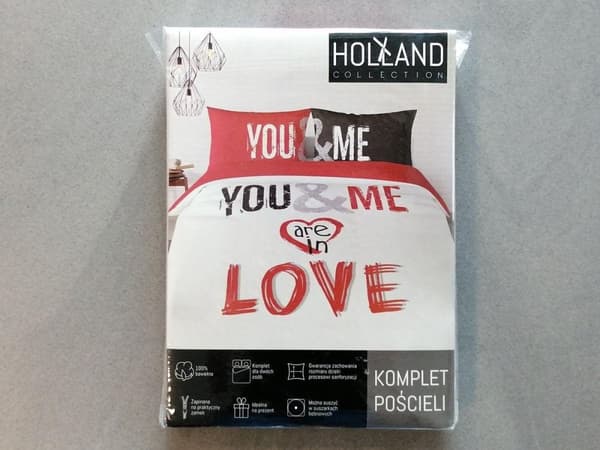 HOLLAND
COLLECTION
YOU & ME
YOU & ME
are
in
LOVE
100%
bawełna
Komplet
dla dwóch
osób
Gwarancja zachowania
rozmiaru dzięki
procesowi sanforyzacji
Zapinana
na praktyczny
zamek
Idealna
na prezent
Można suszyć
w suszarkach
bębnowych
KOMPLET
POŚCIELI